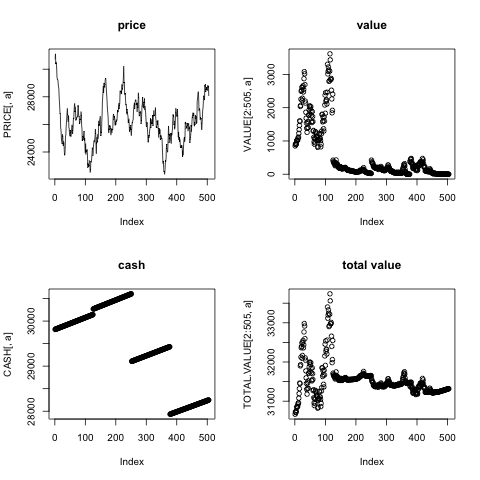 price
PRICE[, a]
24000
28000
0 100 200 300 400 500
Index
value
VALUE[2:505, a]
0
1000
2000
3000
0 100 200 300 400 500
Index
cash
CASH[, a]
28000
29000
30000
0 100 200 300 400 500
Index
total value
TOTAL.VALUE[2:505, a]
31000
32000
33000
0 100 200 300 400 500
Index